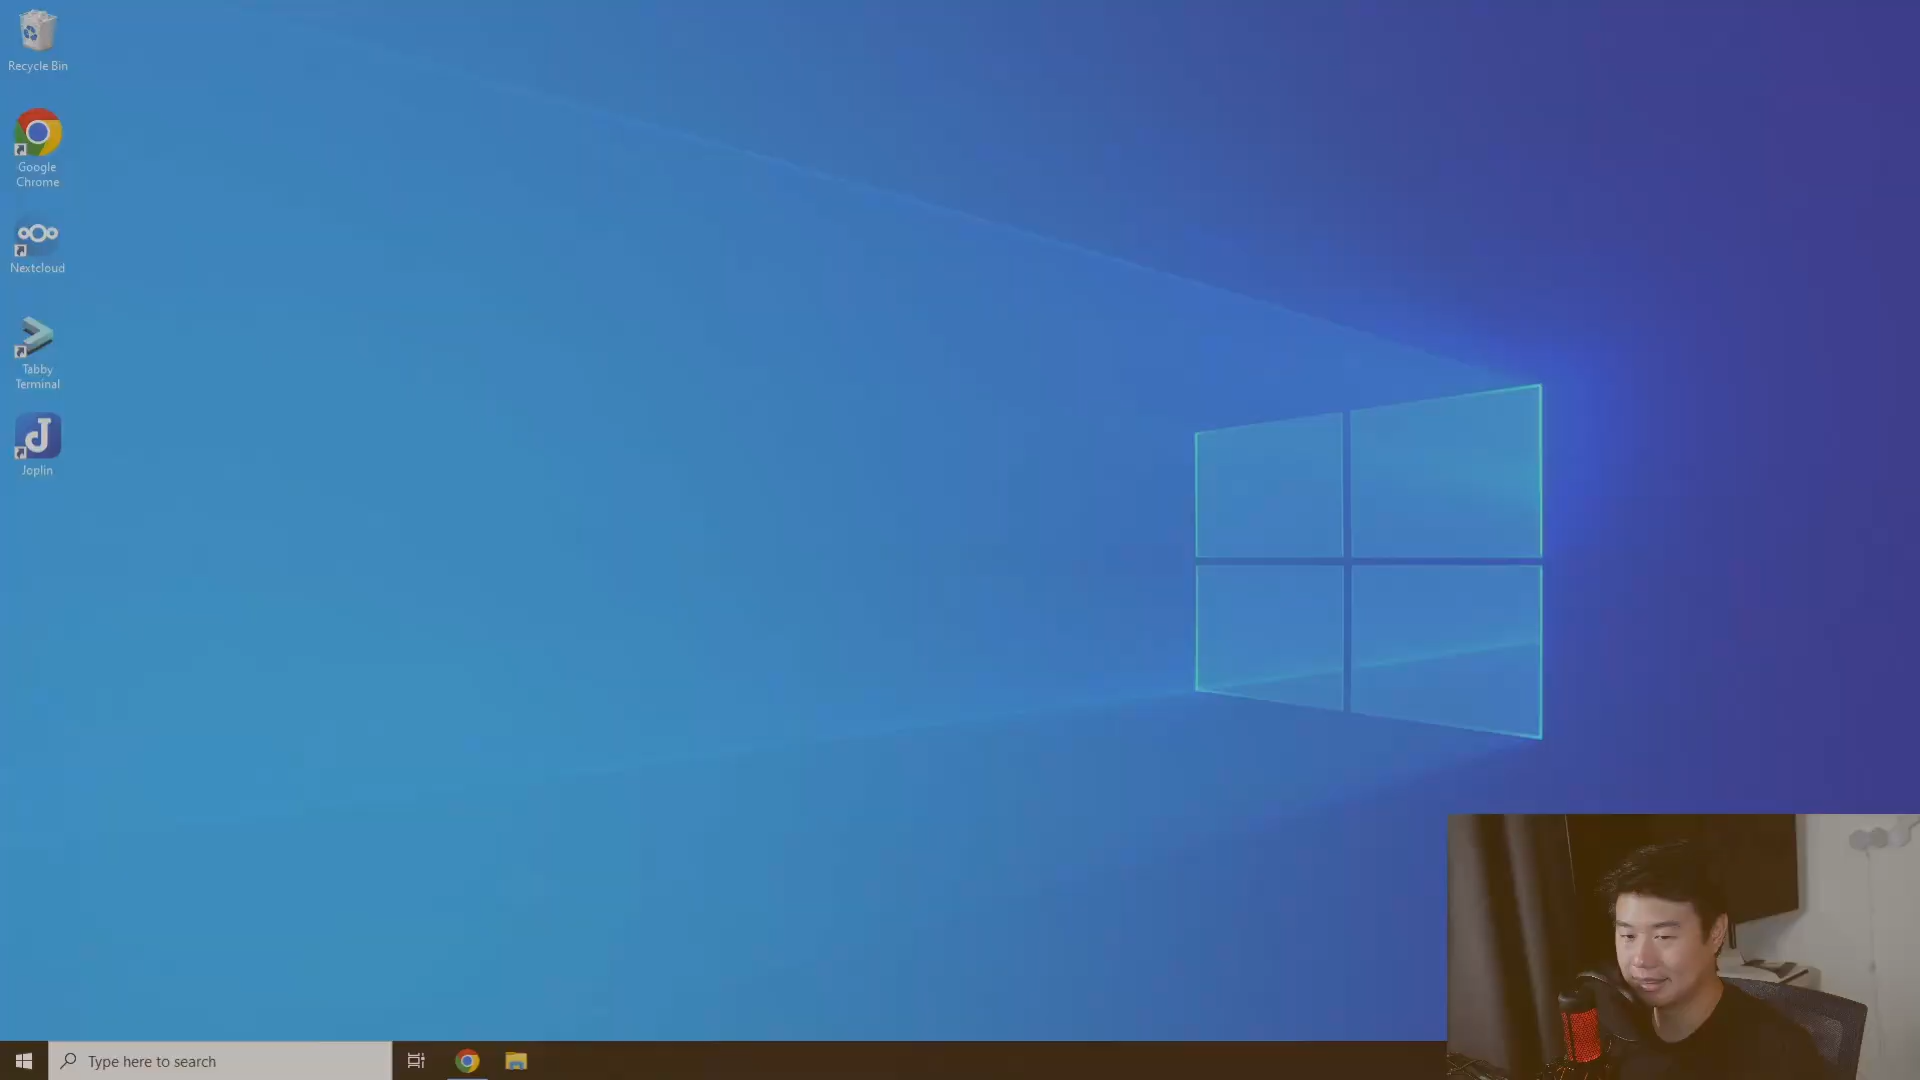 Recycle Bin
Google
Chrome
Nextcloud
Tabby
Terminal
J
Joplin
Type here to search